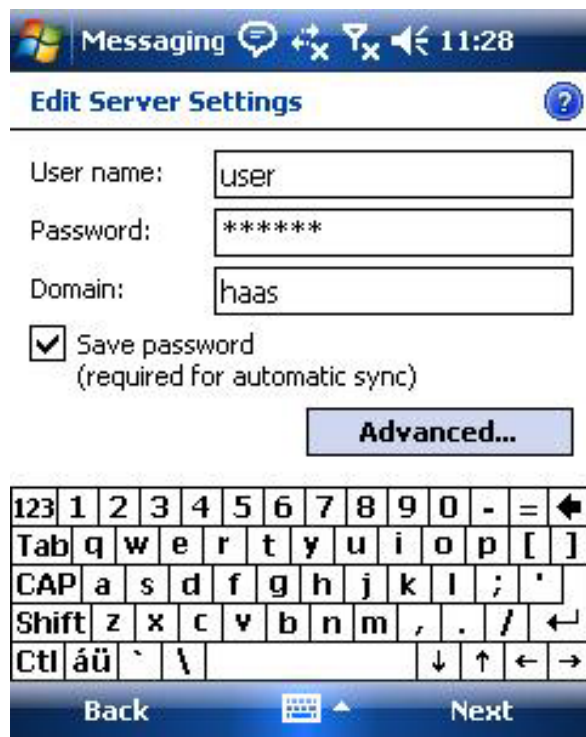 Messaging 11:28
Edit Server Settings ?
User name: user
Password: ******
Domain: haas
Save password
(required for automatic sync)
Advanced...
123 1 2 3 4 5 6 7 8 9 0 - =
Tab q w e r t y u i o p [ ]
CAP a s d f g h j k l ; '
Shift z x c v b n m , . /
Ctl áü ` \
Back Next